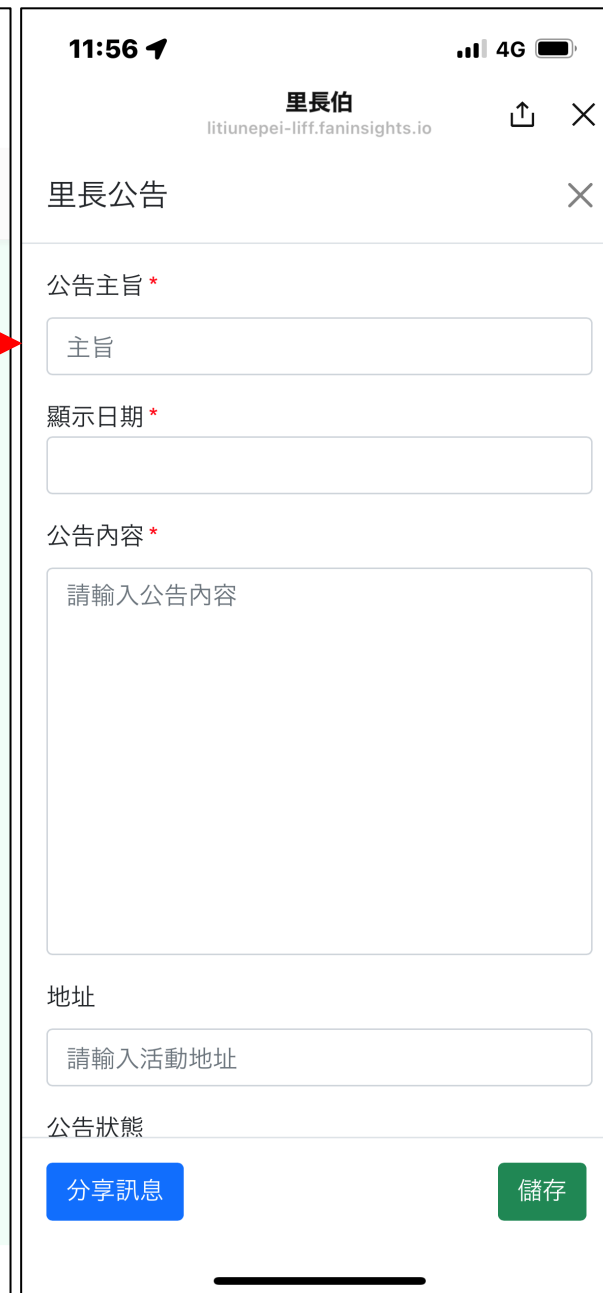 11:56 4G
里長伯
litiunepei-liff.faninsights.io
里長公告
公告主旨 *
主旨
顯示日期 *
公告內容 *
請輸入公告內容
地址
請輸入活動地址
公告狀態
分享訊息 儲存